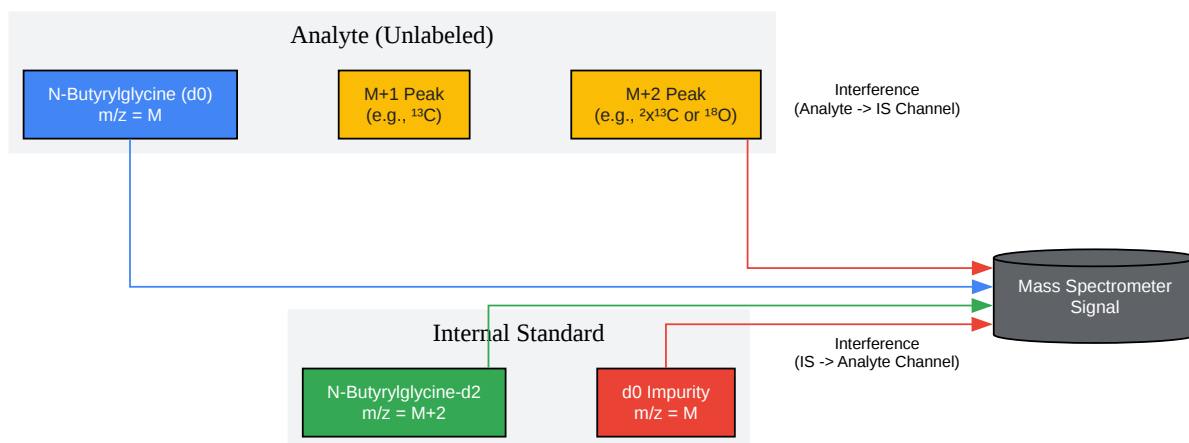 Analyte (Unlabeled)
N-Butyrylglycine (d0)
m/z = M
M+1 Peak
(e.g., ¹³C)
M+2 Peak
(e.g., ²x¹³C or ¹⁸O)
Interference
(Analyte -> IS Channel)
Mass Spectrometer
Signal
Internal Standard
Interference
(IS -> Analyte Channel)
N-Butyrylglycine-d2
m/z = M+2
d0 Impurity
m/z = M